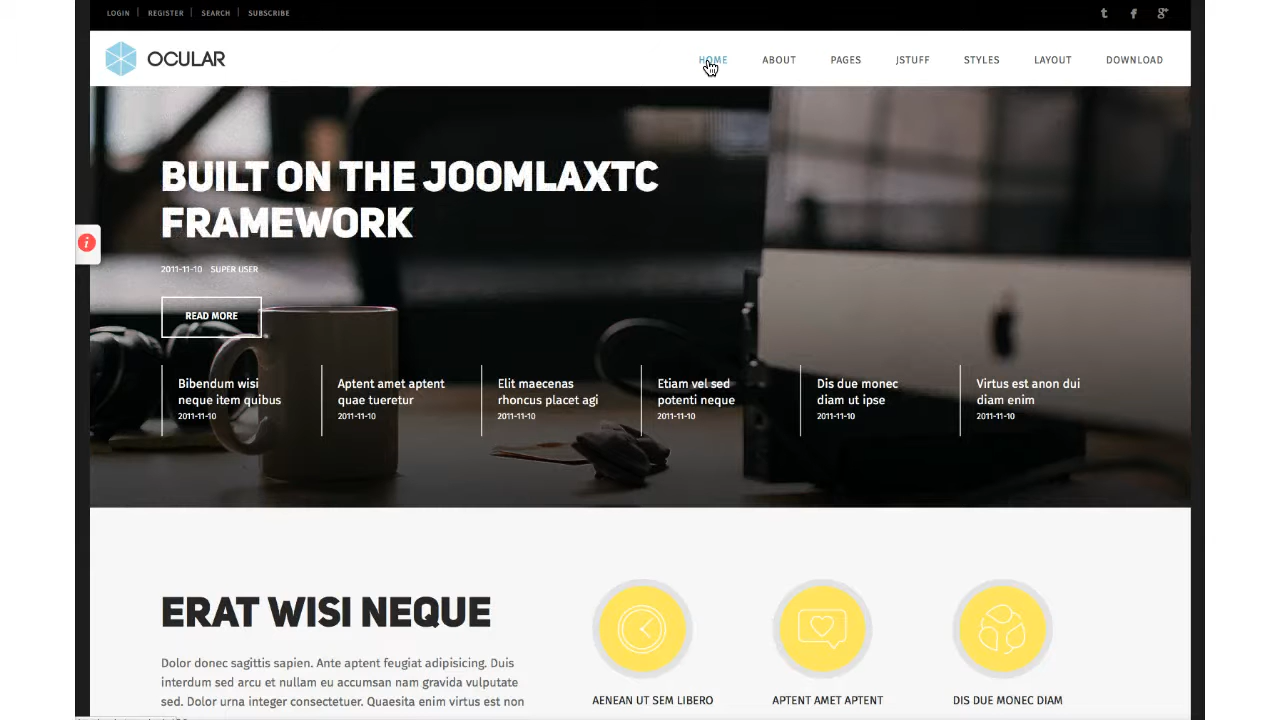 LOGIN REGISTER SEARCH SUBSCRIBE
OCULAR
HOME ABOUT PAGES JSTUFF STYLES LAYOUT DOWNLOAD
BUILT ON THE JOOMLAXTC
FRAMEWORK
2011-11-10 SUPER USER
READ MORE
Bibendum wisi
neque item quibus
2011-11-10
Aptent amet aptent
quae tueretur
2011-11-10
Elit maecenas
rhoncus placet agi
2011-11-10
Etiam vel sed
potenti neque
2011-11-10
Dis due monec
diam ut ipse
2011-11-10
Virtus est anon dui
diam enim
2011-11-10
ERAT WISI NEQUE
Dolor donec sagittis sapien. Ante aptent feugiat adipisicing. Duis
interdum sed arcu et nullam eu accumsan nam gravida vulputate
sed. Dolor urna integer consectetuer. Quaesita enim virtus est non
AENEAN UT SEM LIBERO
APTENT AMET APTENT
DIS DUE MONEC DIAM